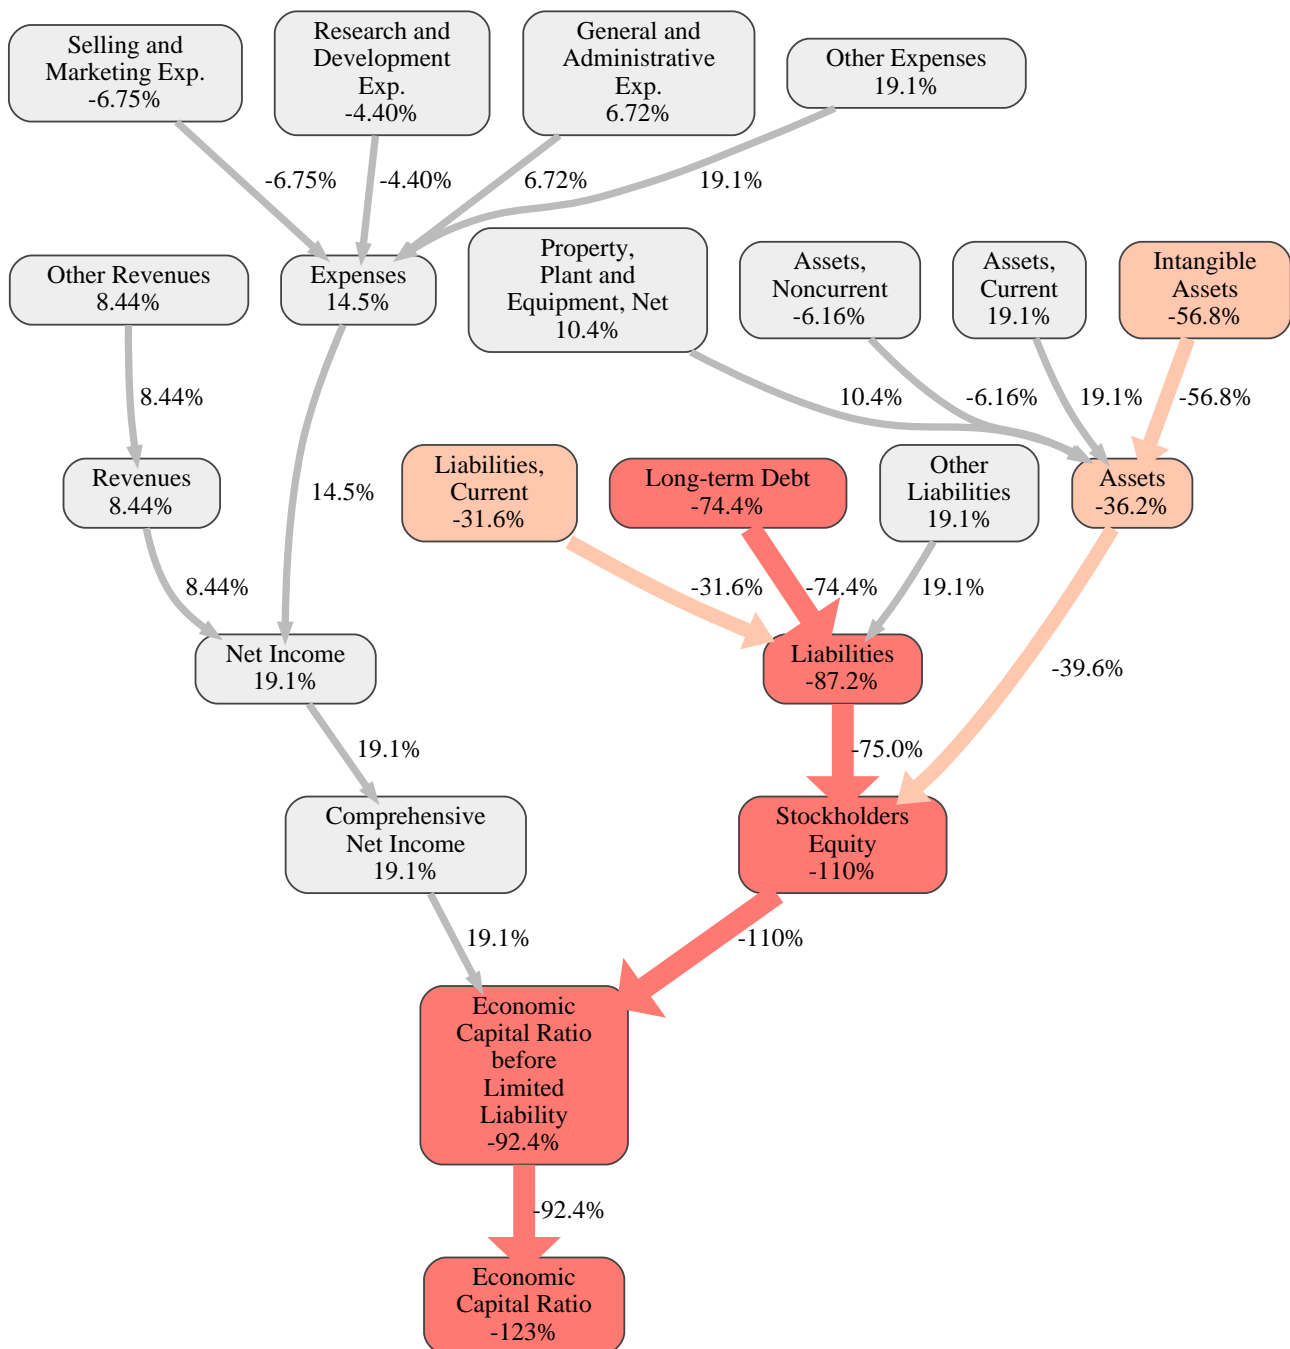 Selling and
Marketing Exp.
-6.75%
Research and
Development
Exp.
-4.40%
General and
Administrative
Exp.
6.72%
Other Expenses
19.1%
-6.75%
-4.40%
6.72%
19.1%
Other Revenues
8.44%
Expenses
14.5%
Property,
Plant and
Equipment, Net
10.4%
Assets,
Noncurrent
-6.16%
Assets,
Current
19.1%
Intangible
Assets
-56.8%
8.44%
10.4%
-6.16%
19.1%
-56.8%
Revenues
8.44%
14.5%
Liabilities,
Current
-31.6%
Long-term Debt
-74.4%
Other
Liabilities
19.1%
Assets
-36.2%
8.44%
-31.6%
-74.4%
19.1%
Net Income
19.1%
Liabilities
-87.2%
-39.6%
19.1%
-75.0%
Comprehensive
Net Income
19.1%
Stockholders
Equity
-110%
19.1%
-110%
Economic
Capital Ratio
before
Limited
Liability
-92.4%
-92.4%
Economic
Capital Ratio
-123%